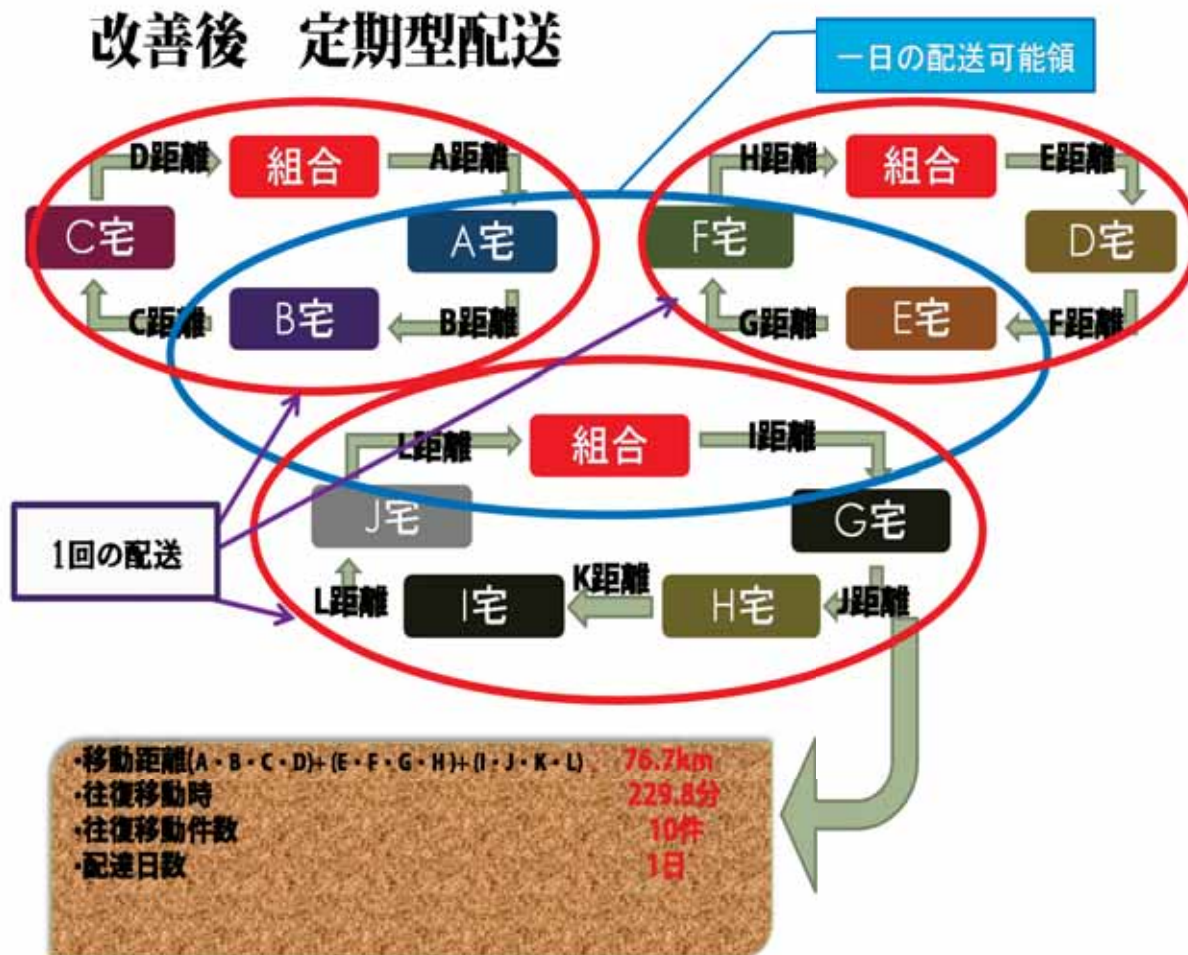 改善後 定期型配送
一日の配送可能領
D距離
組合
A距離
C宅
A宅
C距離
B宅
B距離
H距離
組合
E距離
F宅
D宅
G距離
E宅
F距離
L距離
組合
I距離
J宅
G宅
1回の配送
L距離
I宅
K距離
H宅
J距離
・移動距離(A・B・C・D)+(E・F・G・H)+(I・J・K・L) 76.7km
・往復移動時 229.8分
・往復移動件数 10件
・配達日数 1日